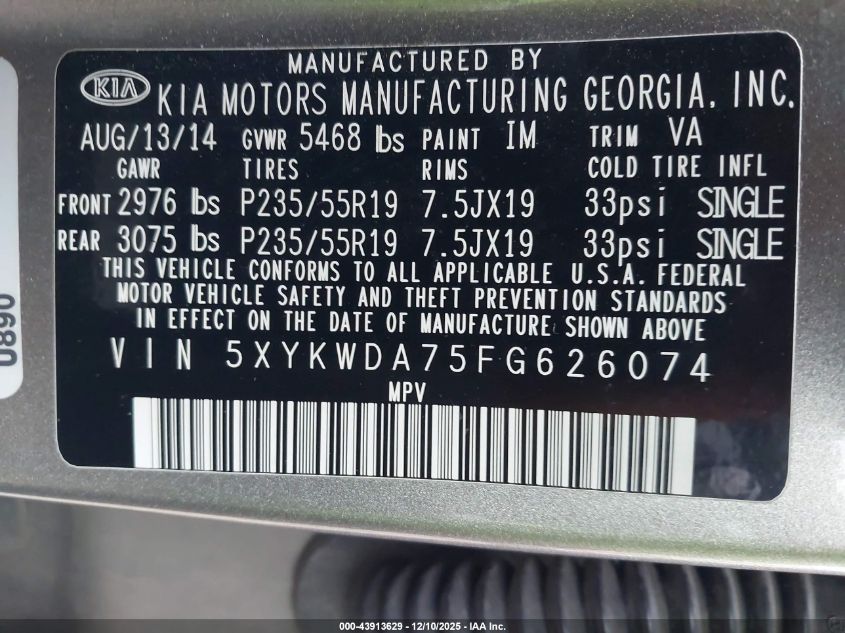 MANUFACTURED BY
KIA KIA MOTORS MANUFACTURING GEORGIA, INC.
AUG/13/14 GVWR 5468 lbs PAINT IM TRIM VA
GAWR TIRES RIMS COLD TIRE INFL
FRONT 2976 lbs P235/55R19 7.5JX19 33psi SINGLE
REAR 3075 lbs P235/55R19 7.5JX19 33psi SINGLE
THIS VEHICLE CONFORMS TO ALL APPLICABLE U.S.A. FEDERAL
MOTOR VEHICLE SAFETY AND THEFT PREVENTION STANDARDS
IN EFFECT ON THE DATE OF MANUFACTURE SHOWN ABOVE
VIN 5XYKWDA75FG626074
MPV
0890
000-43913629 - 12/10/2025 - IAA Inc.